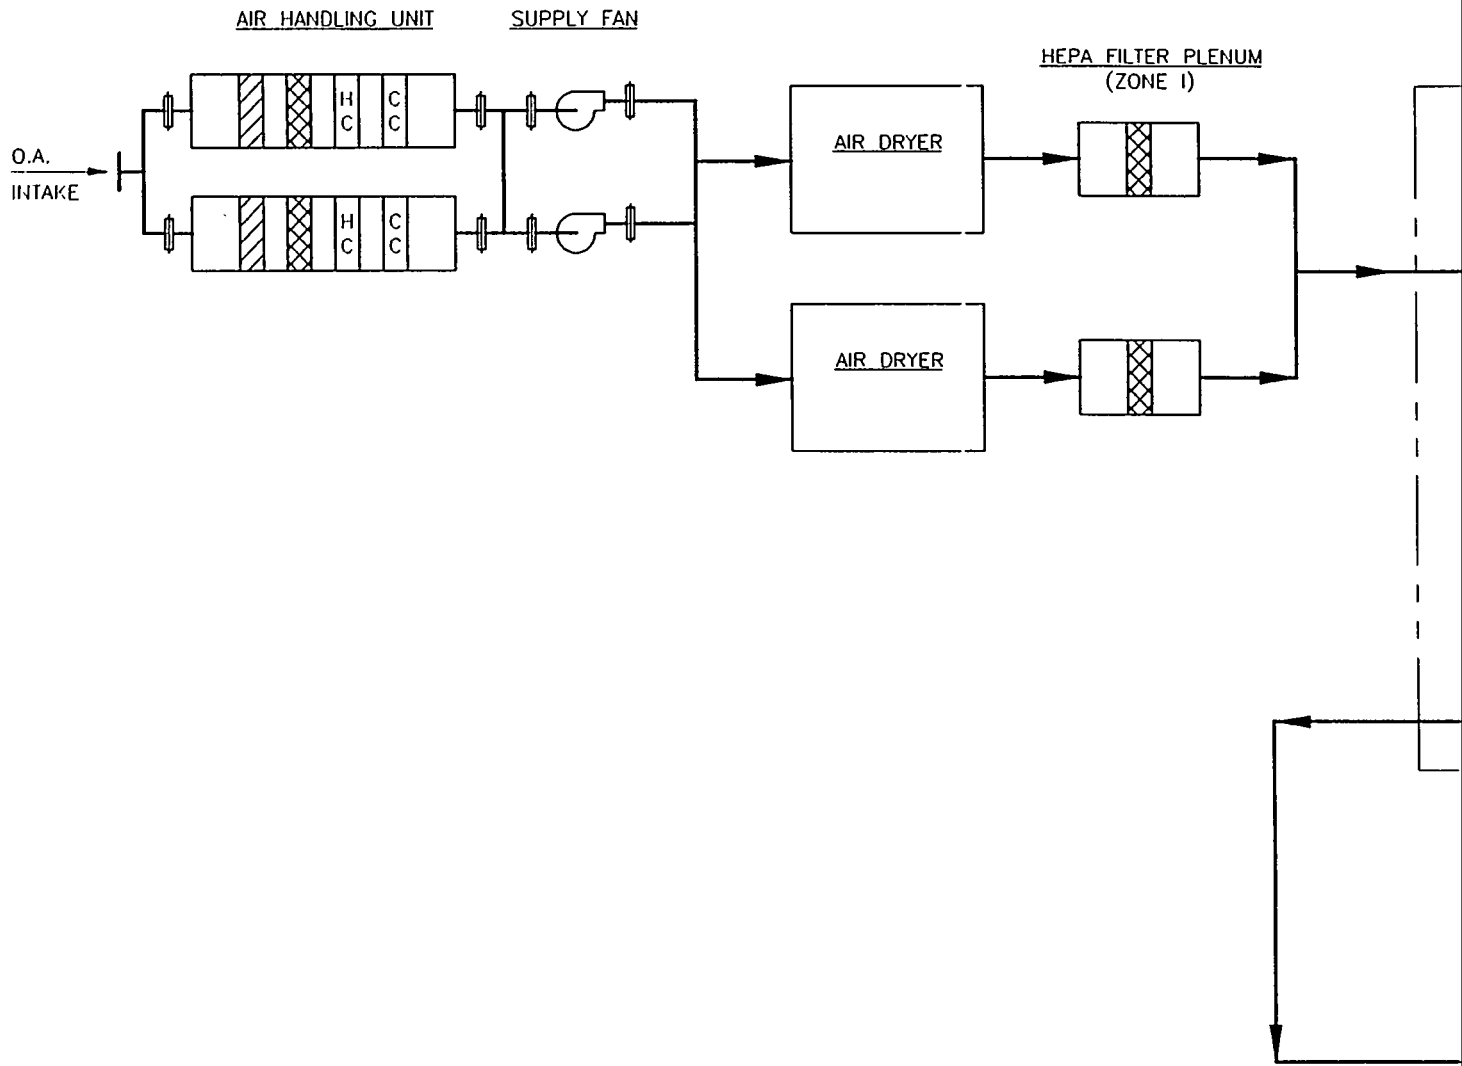 AIR HANDLING UNIT
SUPPLY FAN
HEPA FILTER PLENUM
(ZONE I)
H
C
C
C
AIR DRYER
O.A.
INTAKE
H
C
C
C
AIR DRYER